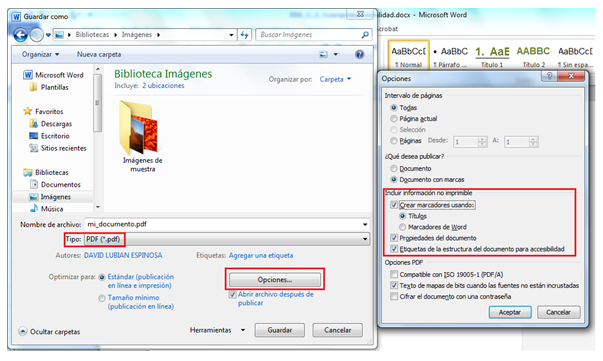 Guardar como
Bibliotecas ▸ Imágenes ▸
Buscar Imágenes
Organizar
Nueva carpeta
Microsoft Word
Plantillas
Favoritos
Descargas
Escritorio
Sitios recientes
Bibliotecas
Documentos
Imágenes
Música
Biblioteca Imágenes
Incluye: 2 ubicaciones
Organizar por: Carpeta
Imágenes de
muestra
Nombre de archivo: mi_documento.pdf
Tipo: PDF (*.pdf)
Autores: DAVID LUBIAN ESPINOSA
Etiquetas: Agregar una etiqueta
Optimizar para:
Estándar (publicación
en línea e impresión)
Tamaño mínimo
(publicación en línea)
Opciones...
Abrir archivo después de
publicar
Ocultar carpetas
Herramientas
Guardar
Cancelar
ilidad.docx - Microsoft Word
crobat
AaBbCcI
• AaBbCc
1. AaE
AABBC
AaBbCcDc
¶ Normal
¶ Párrafo ...
Título 1
Título 2
¶ Sin espa...
Opciones
Intervalo de páginas
Todas
Página actual
Selección
Páginas Desde: 1 A: 1
¿Qué desea publicar?
Documento
Documento con marcas
Incluir información no imprimible
Crear marcadores usando:
Títulos
Marcadores de Word
Propiedades del documento
Etiquetas de la estructura del documento para accesibilidad
Opciones PDF
Compatible con ISO 19005-1 (PDF/A)
Texto de mapas de bits cuando las fuentes no están incrustadas
Cifrar el documento con una contraseña
Aceptar
Cancelar